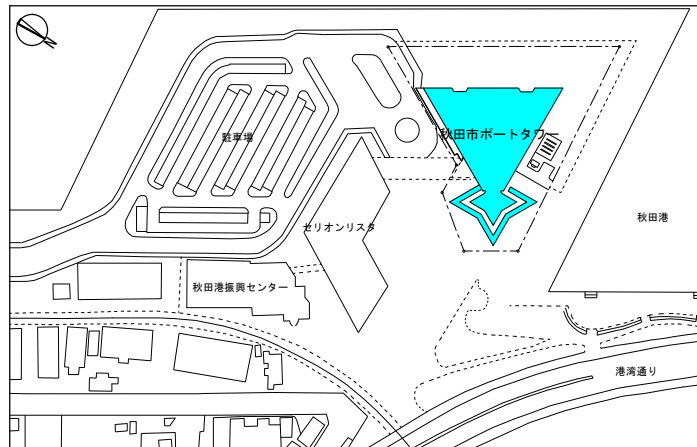 駐車場
秋田市ポートタワー
セリオンリスタ
秋田港
秋田港振興センター
港湾通り